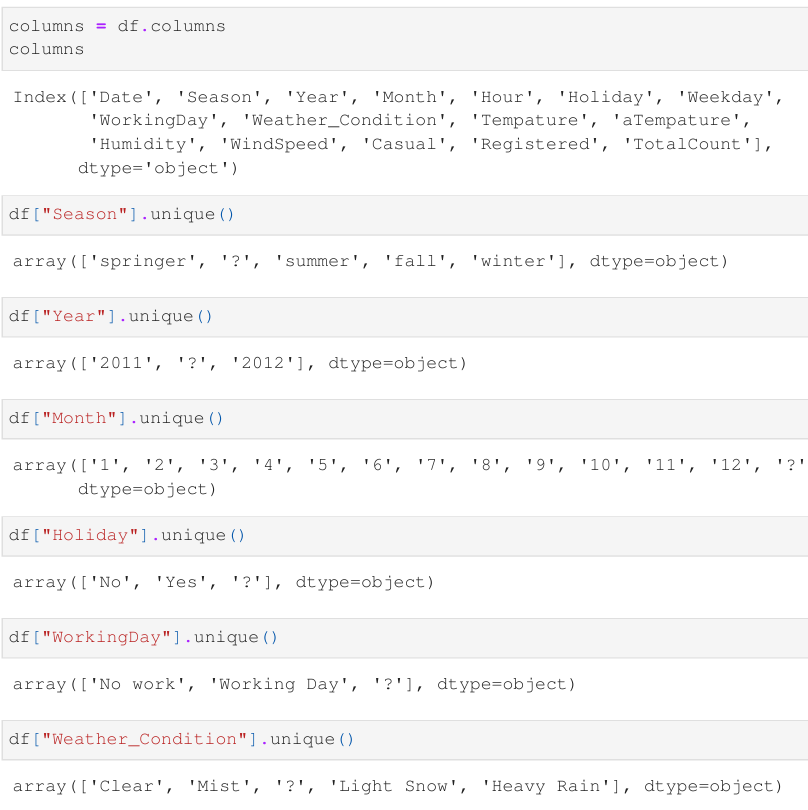 columns = df.columns
columns
Index(['Date', 'Season', 'Year', 'Month', 'Hour', 'Holiday', 'Weekday',
'WorkingDay', 'Weather_Condition', 'Tempature', 'aTempature',
'Humidity', 'WindSpeed', 'Casual', 'Registered', 'TotalCount'],
dtype='object')
df["Season"].unique()
array(['springer', '?', 'summer', 'fall', 'winter'], dtype=object)
df["Year"].unique()
array(['2011', '?', '2012'], dtype=object)
df["Month"].unique()
array(['1', '2', '3', '4', '5', '6', '7', '8', '9', '10', '11', '12', '?'
dtype=object)
df["Holiday"].unique()
array(['No', 'Yes', '?'], dtype=object)
df["WorkingDay"].unique()
array(['No work', 'Working Day', '?'], dtype=object)
df["Weather_Condition"].unique()
array(['Clear', 'Mist', '?', 'Light Snow', 'Heavy Rain'], dtype=object)